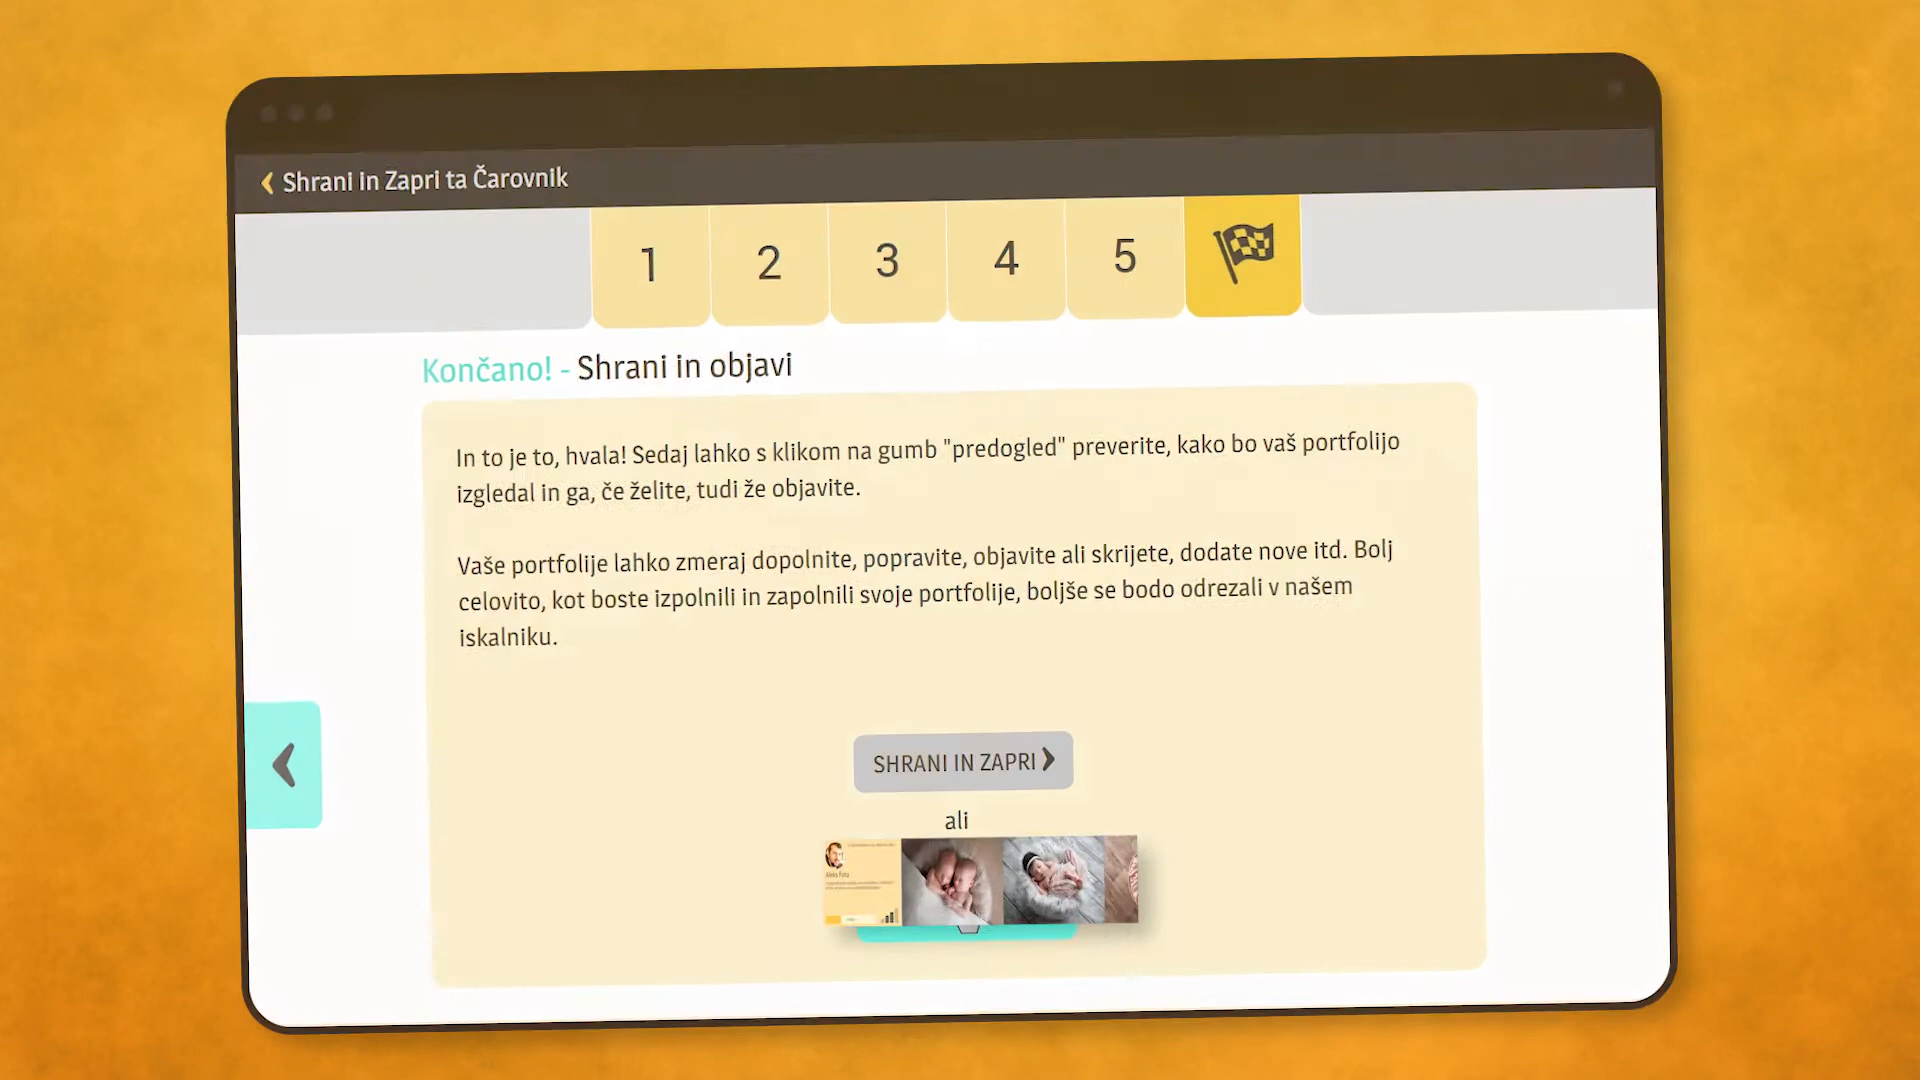 Shrani in Zapri ta Čarovnik
1
2
3
4
5
Končano! - Shrani in objavi
In to je to, hvala! Sedaj lahko s klikom na gumb "predogled" preverite, kako bo vaš portfolijo
izgledal in ga, če želite, tudi že objavite.
Vaše portfolije lahko zmeraj dopolnite, popravite, objavite ali skrijete, dodate nove itd. Bolj
celovito, kot boste izpolnili in zapolnili svoje portfolije, boljše se bodo odrezali v našem
iskalniku.
SHRANI IN ZAPRI
ali
Aleks Foto